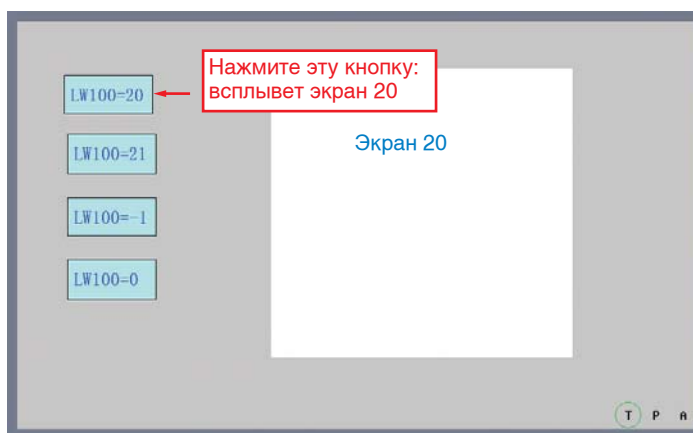 Нажмите эту кнопку:
всплывет экран 20
LW100=20
Экран 20
LW100=21
LW100=-1
LW100=0
T P A